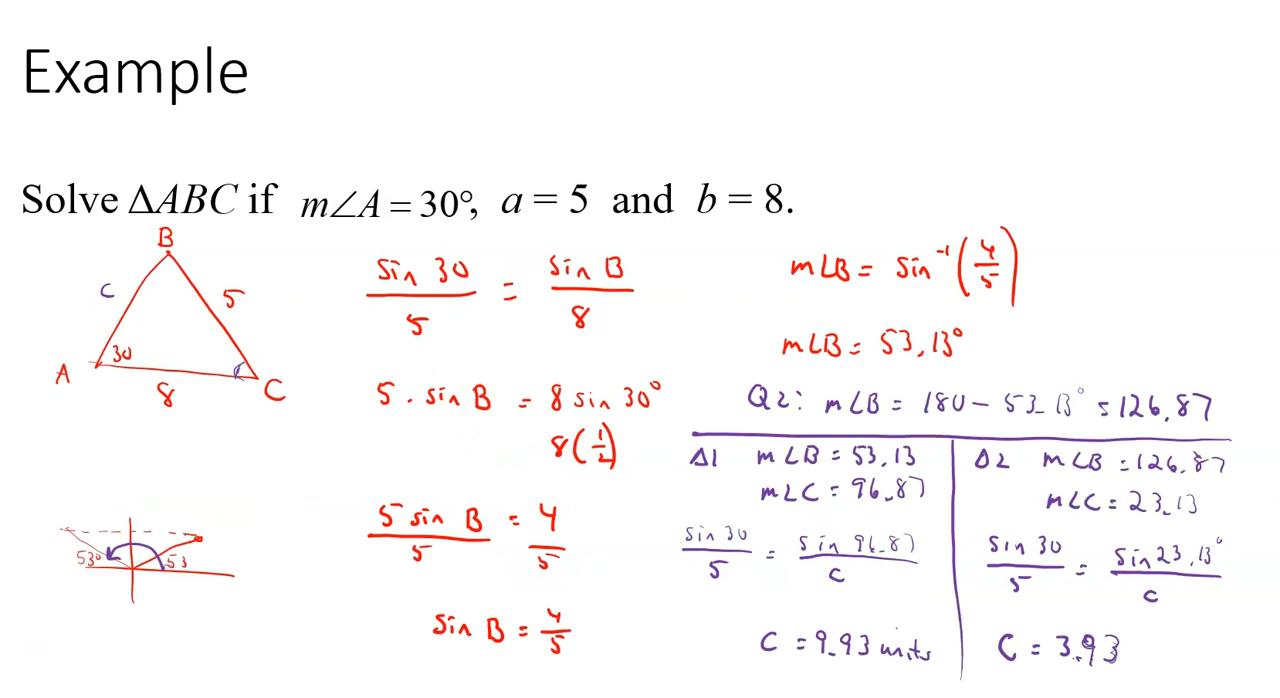 Example
Solve ΔABC if m∠A = 30°, a = 5 and b = 8.
B
c
5
30
A
8
C
53°
53
sin 30 / 5 = sin B / 8
5 · sin B = 8 sin 30°
8(1/2)
5 sin B / 5 = 4 / 5
sin B = 4/5
m∠B = sin⁻¹(4/5)
m∠B = 53.13°
Q2: m∠B = 180 - 53.13° = 126.87
Δ1 m∠B = 53.13
m∠C = 96.87
sin 30 / 5 = sin 96.87 / c
C = 9.93 units
Δ2 m∠B = 126.87
m∠C = 23.13
sin 30 / 5 = sin 23.13° / c
C = 3.93